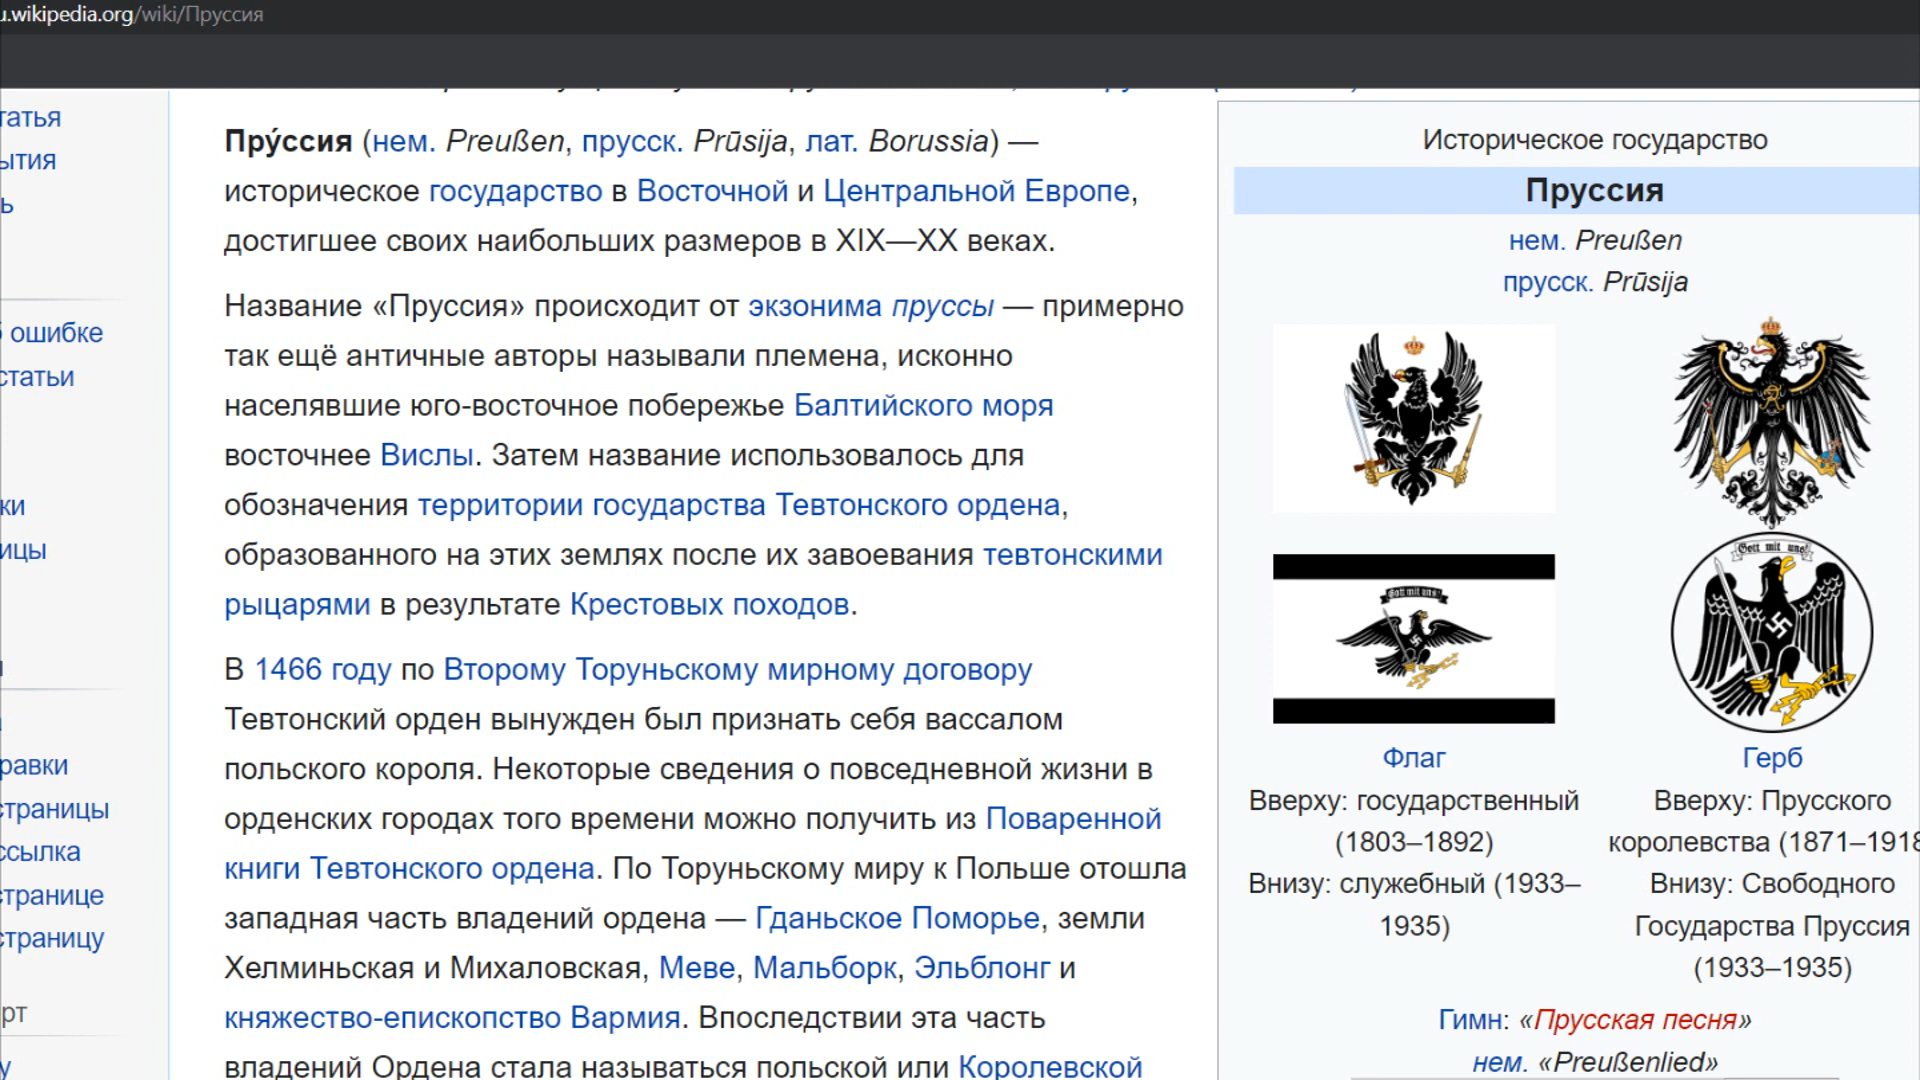 u.wikipedia.org/wiki/Пруссия
татья
ытия
ь
ошибке
статьи
ки
ицы
равки
страницы
ссылка
странице
страницу
рт
у
Пру́ссия (нем. Preußen, прусск. Prūsija, лат. Borussia) —
историческое государство в Восточной и Центральной Европе,
достигшее своих наибольших размеров в XIX—XX веках.
Название «Пруссия» происходит от экзонима пруссы — примерно
так ещё античные авторы называли племена, исконно
населявшие юго-восточное побережье Балтийского моря
восточнее Вислы. Затем название использовалось для
обозначения территории государства Тевтонского ордена,
образованного на этих землях после их завоевания тевтонскими
рыцарями в результате Крестовых походов.
В 1466 году по Второму Торуньскому мирному договору
Тевтонский орден вынужден был признать себя вассалом
польского короля. Некоторые сведения о повседневной жизни в
орденских городах того времени можно получить из Поваренной
книги Тевтонского ордена. По Торуньскому миру к Польше отошла
западная часть владений ордена — Гданьское Поморье, земли
Хелминьская и Михаловская, Меве, Мальборк, Эльблонг и
княжество-епископство Вармия. Впоследствии эта часть
владений Ордена стала называться польской или Королевской
Историческое государство
Пруссия
нем. Preußen
прусск. Prūsija
Gott mit uns!
Gott mit uns!
Флаг
Вверху: государственный
(1803–1892)
Внизу: служебный (1933–
1935)
Герб
Вверху: Прусского
королевства (1871–1918
Внизу: Свободного
Государства Пруссия
(1933–1935)
Гимн: «Прусская песня»
нем. «Preußenlied»